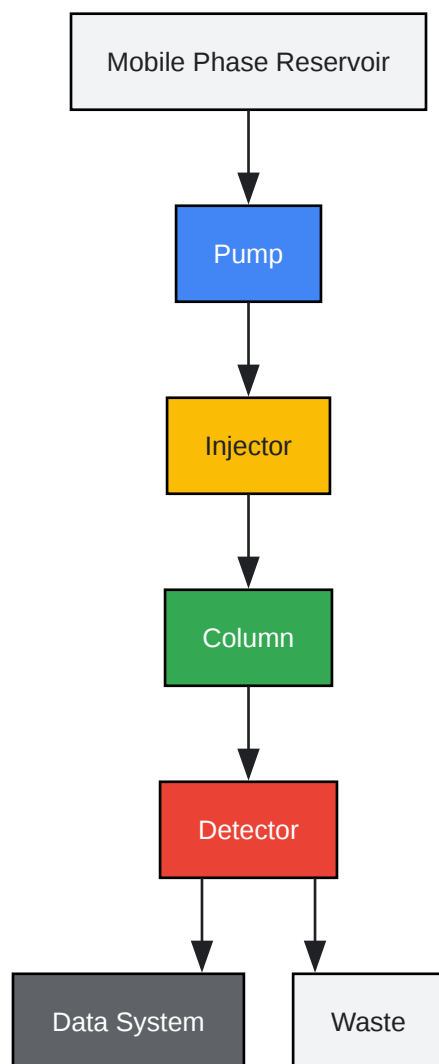 Mobile Phase Reservoir
Pump
Injector
Column
Detector
Data System
Waste